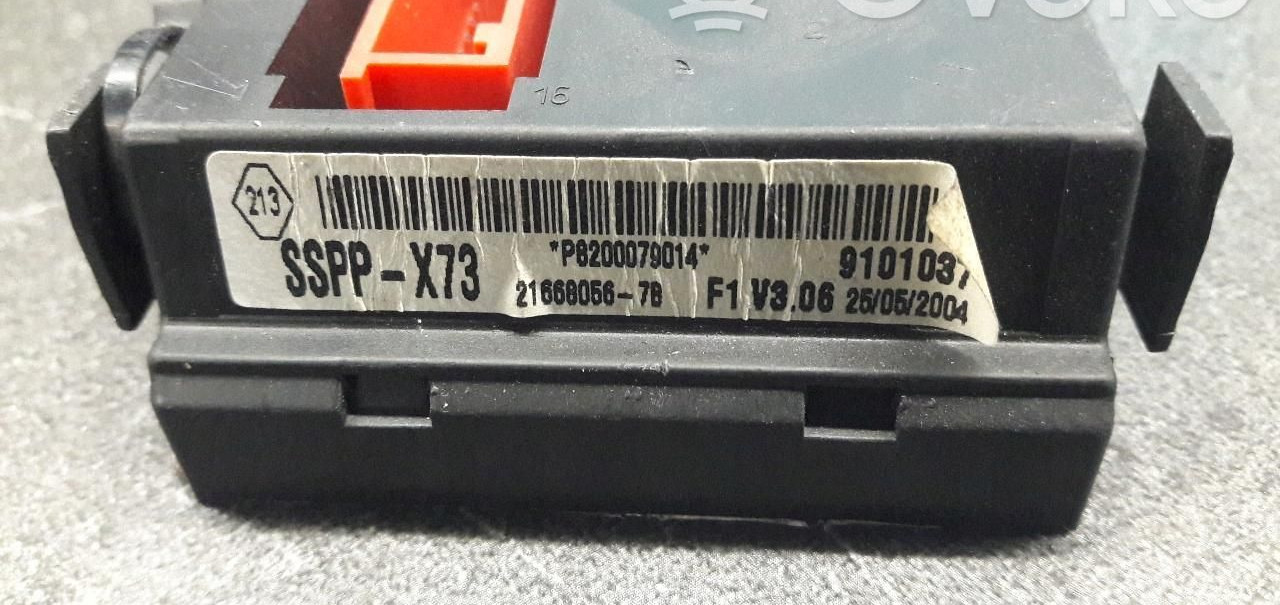 16
213
*P8200079014*
SSPP-X73
9101037
21668056-7B F1 V3.06 25/05/2004